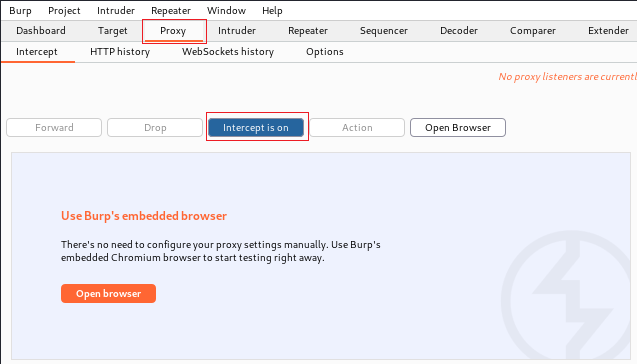 Burp Project Intruder Repeater Window Help
Dashboard Target Proxy Intruder Repeater Sequencer Decoder Comparer Extender
Intercept HTTP history WebSockets history Options
No proxy listeners are currentl
Forward Drop Intercept is on Action Open Browser
Use Burp's embedded browser
There's no need to configure your proxy settings manually. Use Burp's
embedded Chromium browser to start testing right away.
Open browser